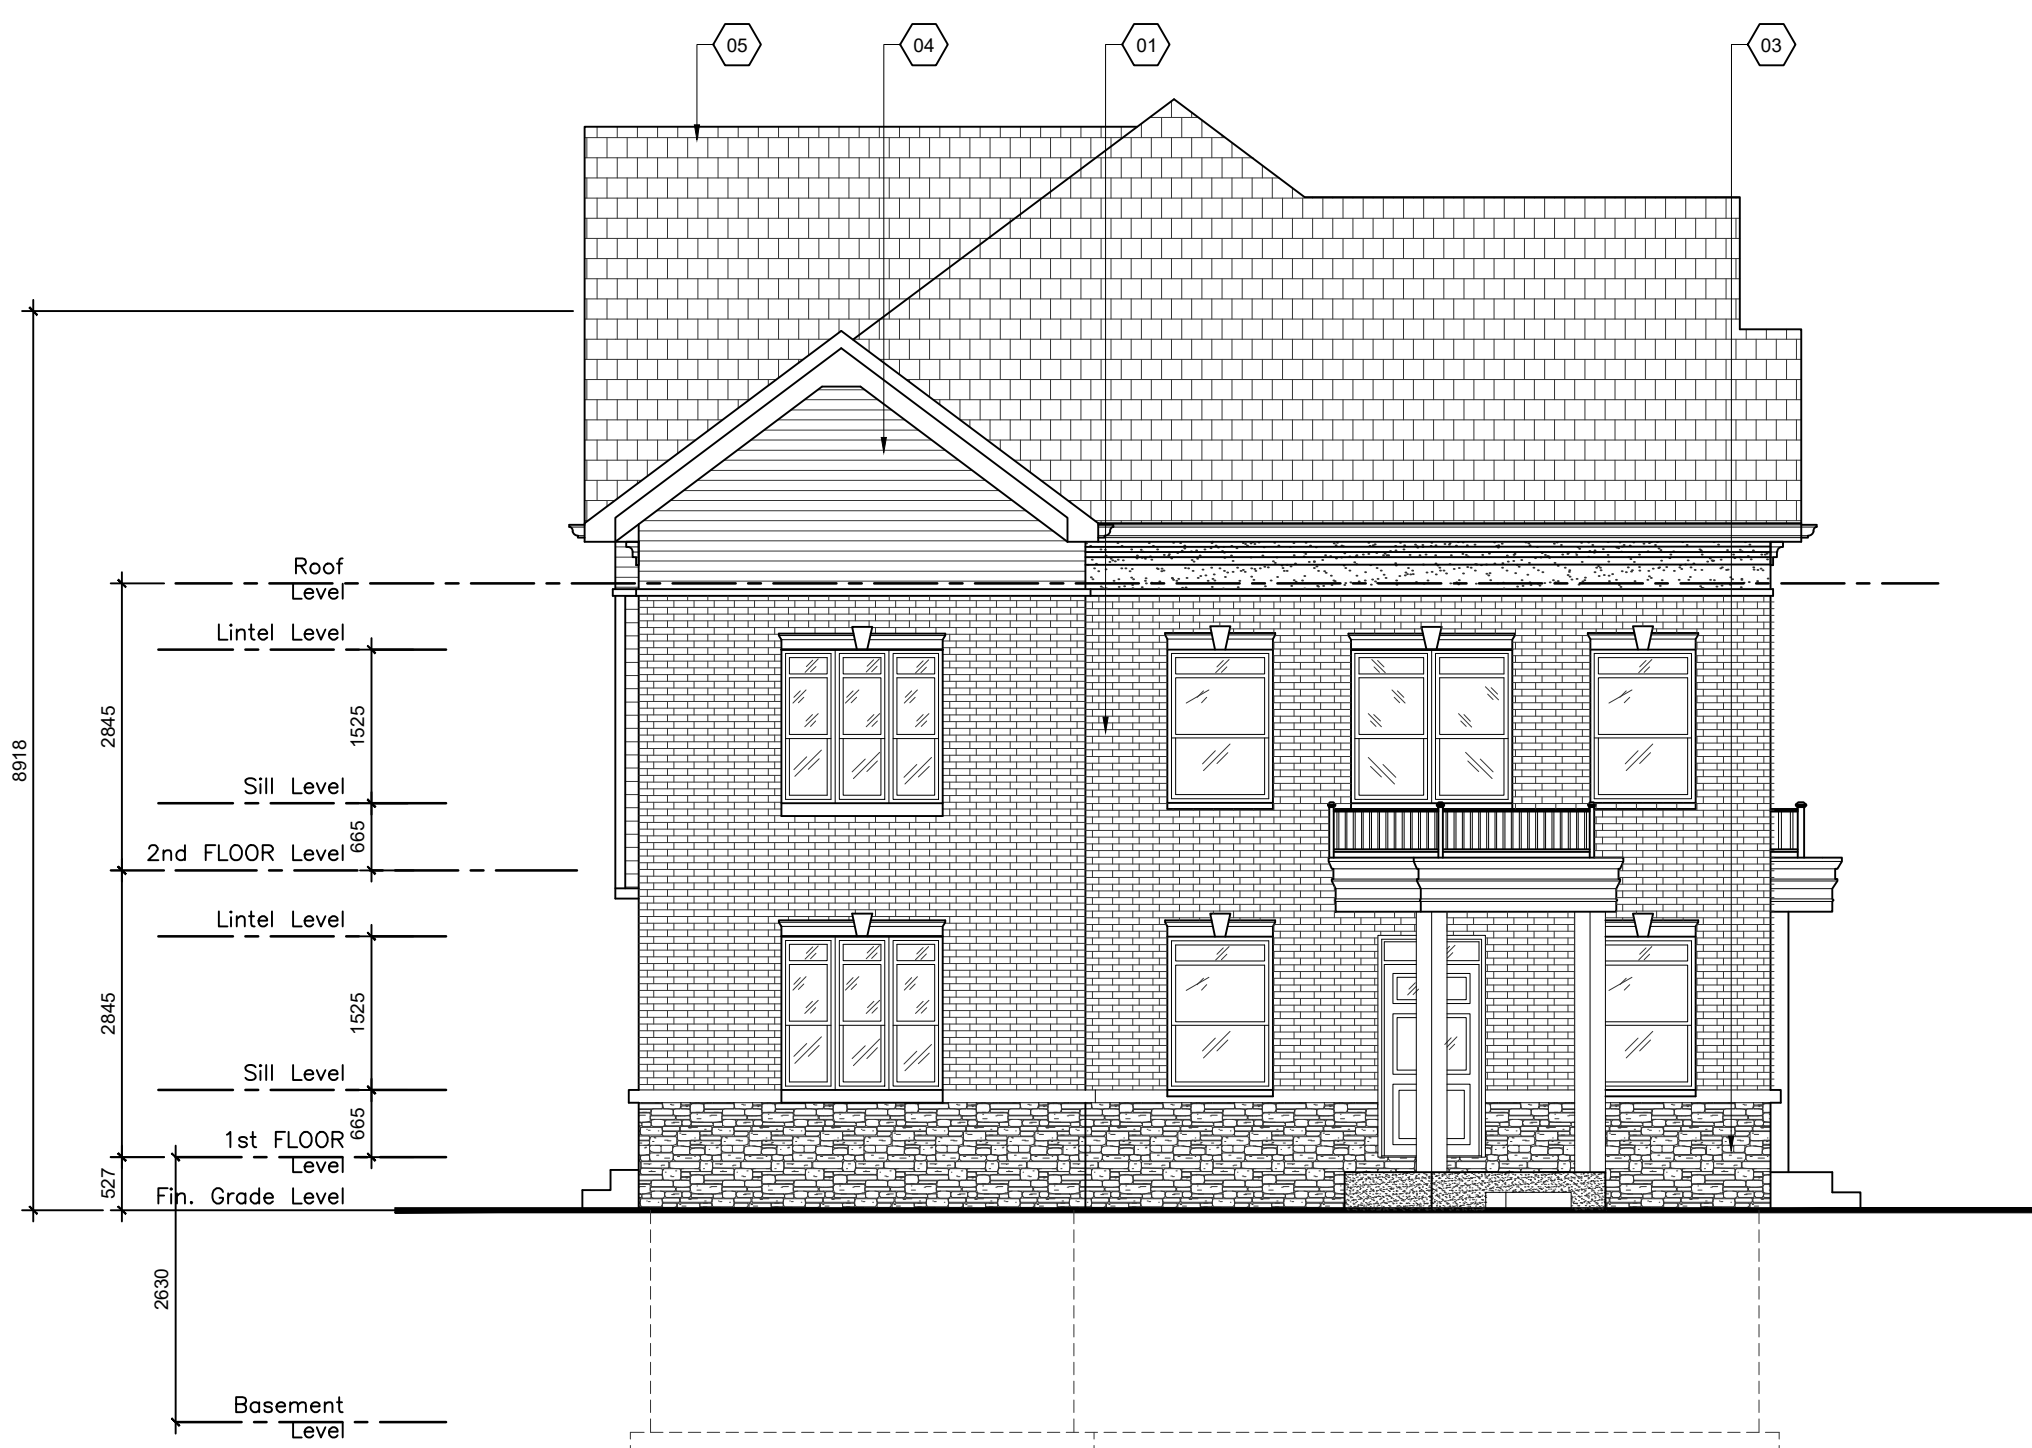 05
04
01
03
Roof
Level
Lintel Level
2845
1525
8918
Sill Level
665
2nd FLOOR Level
Lintel Level
2845
1525
Sill Level
665
1st FLOOR
Level
527
Fin. Grade Level
2630
Basement
Level